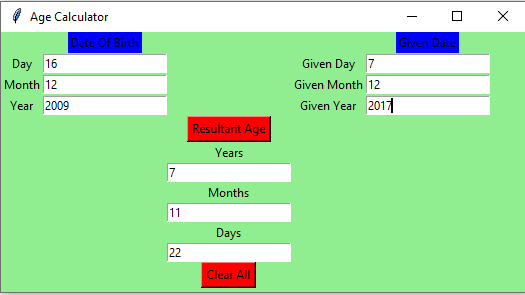 Age Calculator
Date Of Birth Given Date
Day 16 Given Day 7
Month 12 Given Month 12
Year 2009 Given Year 2017
Resultant Age
Years
7
Months
11
Days
22
Clear All